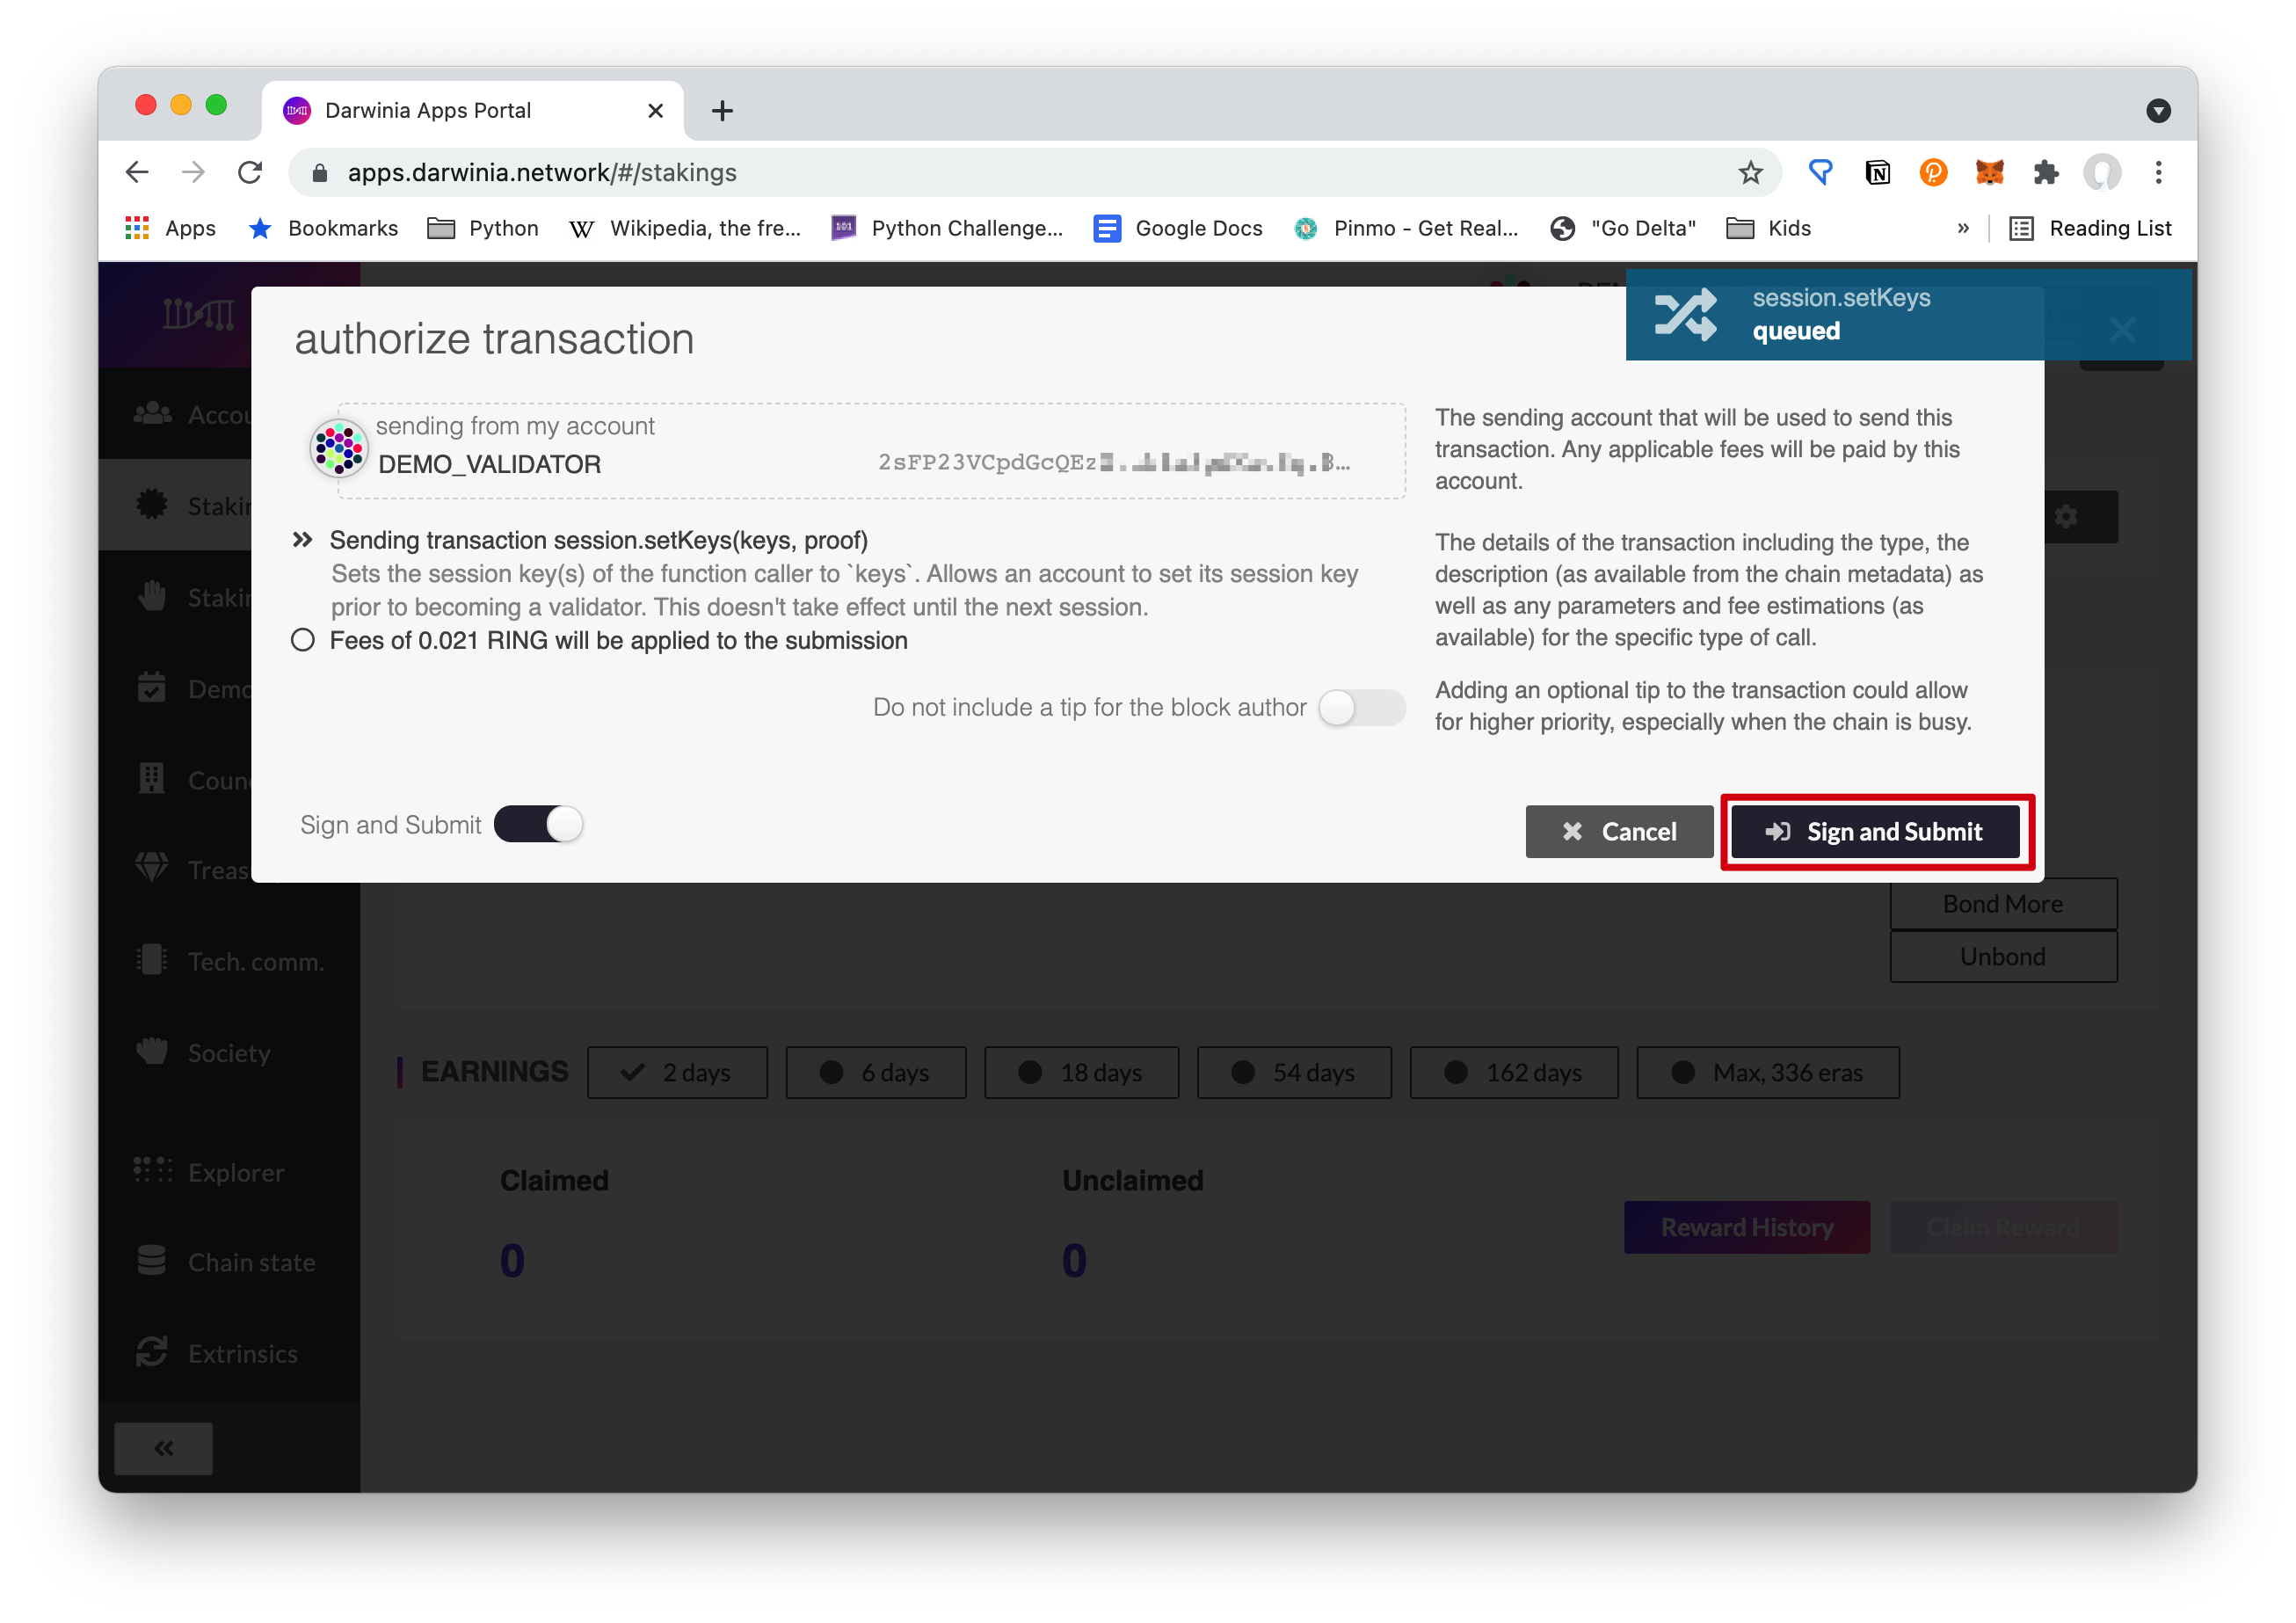 Darwinia Apps Portal
apps.darwinia.network/#/stakings
Apps Bookmarks Python Wikipedia, the fre... Python Challenge... Google Docs Pinmo - Get Real... "Go Delta" Kids » Reading List
session.setKeys
queued
authorize transaction
sending from my account
DEMO_VALIDATOR
2sFP23VCpdGcQEz
The sending account that will be used to send this
transaction. Any applicable fees will be paid by this
account.
Sending transaction session.setKeys(keys, proof)
Sets the session key(s) of the function caller to `keys`. Allows an account to set its session key
prior to becoming a validator. This doesn't take effect until the next session.
Fees of 0.021 RING will be applied to the submission
The details of the transaction including the type, the
description (as available from the chain metadata) as
well as any parameters and fee estimations (as
available) for the specific type of call.
Do not include a tip for the block author
Adding an optional tip to the transaction could allow
for higher priority, especially when the chain is busy.
Sign and Submit
Cancel
Sign and Submit
Accou
Stakin
Stakin
Demo
Coun
Treas
Tech. comm.
Society
Explorer
Chain state
Extrinsics
Bond More
Unbond
EARNINGS 2 days 6 days 18 days 54 days 162 days Max, 336 eras
Claimed Unclaimed
0 0
Reward History Claim Reward